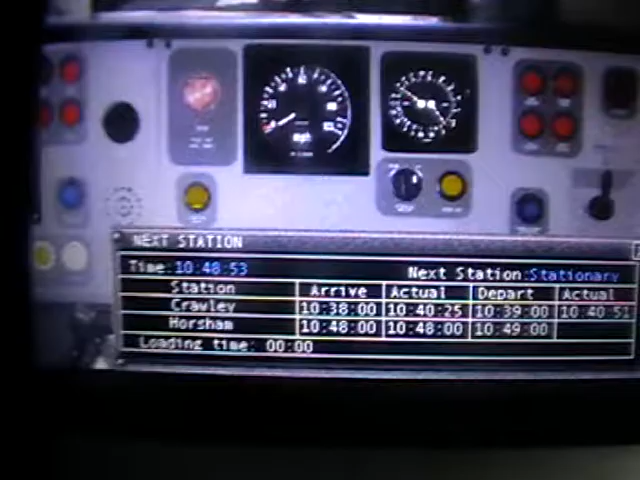 NEXT STATION
Time:10:48:53 Next Station:Stationary
Station Arrive Actual Depart Actual
Crawley 10:38:00 10:40:25 10:39:00 10:40:51
Horsham 10:48:00 10:48:00 10:49:00
Loading time: 00:00